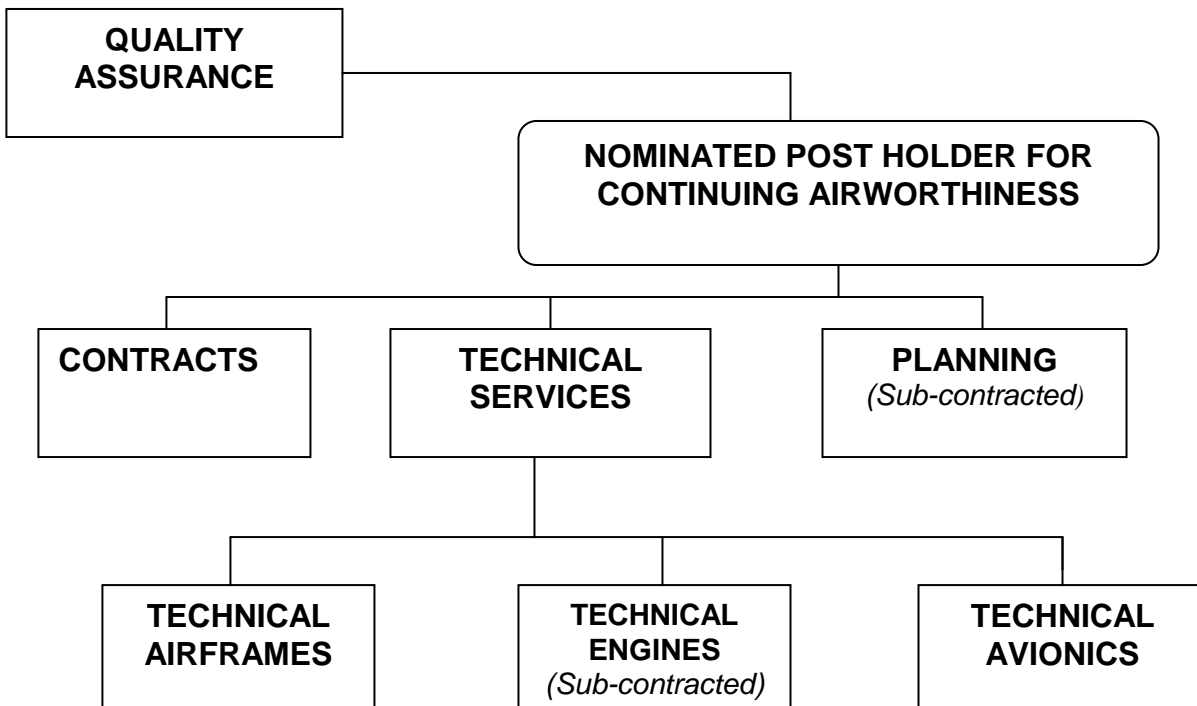 QUALITY
ASSURANCE
NOMINATED POST HOLDER FOR
CONTINUING AIRWORTHINESS
CONTRACTS
TECHNICAL
SERVICES
PLANNING
(Sub-contracted)
TECHNICAL
AIRFRAMES
TECHNICAL
ENGINES
(Sub-contracted)
TECHNICAL
AVIONICS